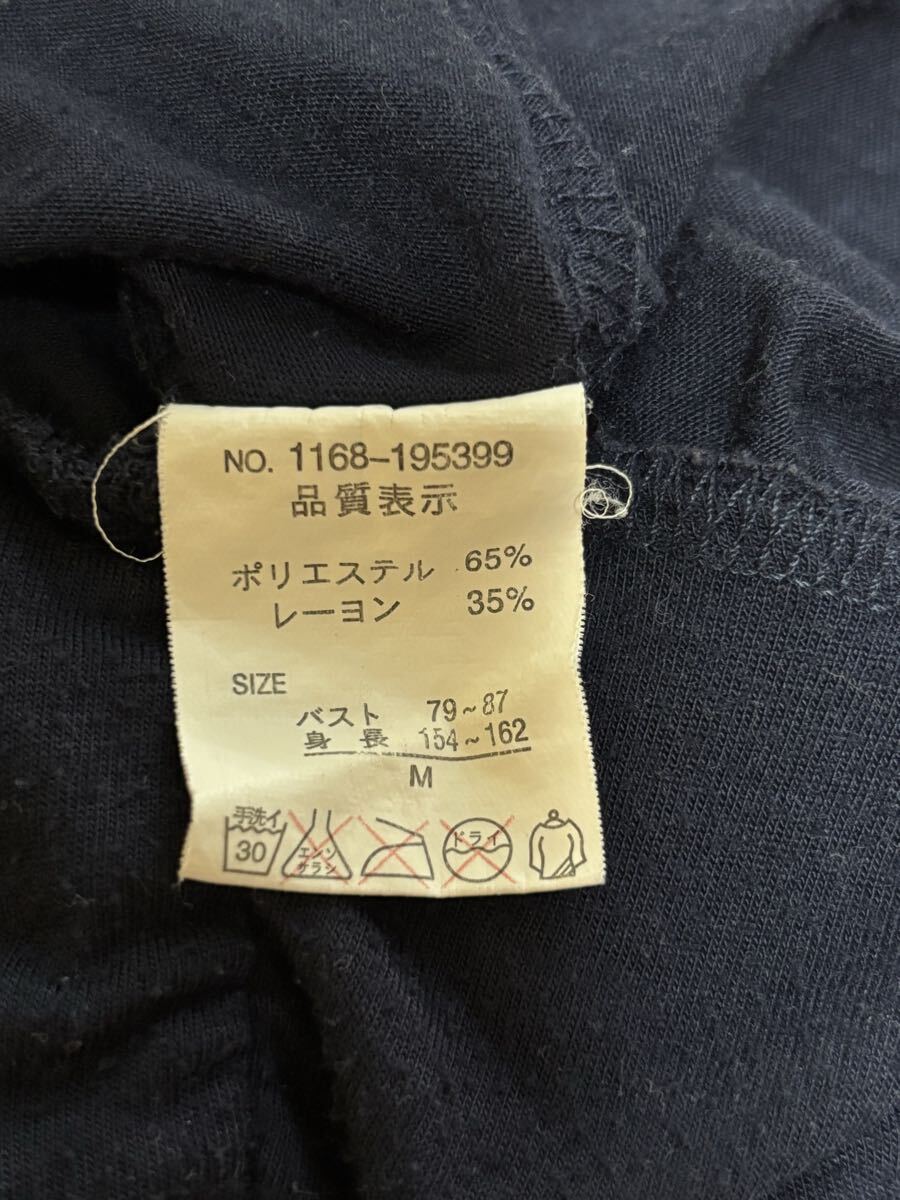 NO. 1168-195399
品質表示
ポリエステル 65%
レーヨン 35%
SIZE
バスト 79~87
身長 154~162
M
手洗イ 30
エンソサラシ
ドライ